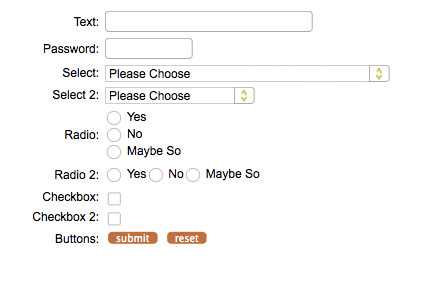 Text:
Password:
Select: Please Choose
Select 2: Please Choose
Radio: Yes
No
Maybe So
Radio 2: Yes No Maybe So
Checkbox:
Checkbox 2:
Buttons: submit reset